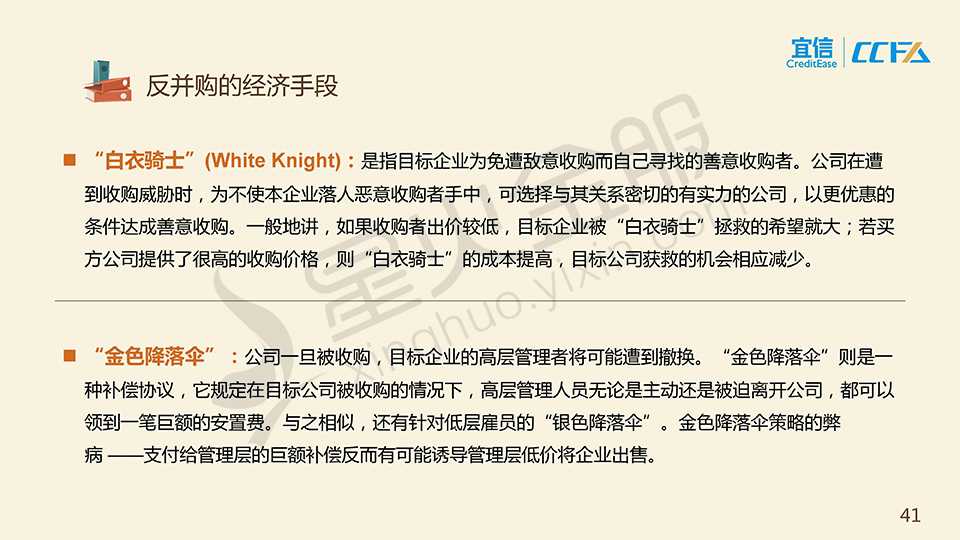 宜信
CreditEase
CCFA
反并购的经济手段
“白衣骑士”(White Knight)：是指目标企业为免遭敌意收购而自己寻找的善意收购者。公司在遭
到收购威胁时，为不使本企业落人恶意收购者手中，可选择与其关系密切的有实力的公司，以更优惠的
条件达成善意收购。一般地讲，如果收购者出价较低，目标企业被“白衣骑士”拯救的希望就大；若买
方公司提供了很高的收购价格，则“白衣骑士”的成本提高，目标公司获救的机会相应减少。
“金色降落伞”：公司一旦被收购，目标企业的高层管理者将可能遭到撤换。“金色降落伞”则是一
种补偿协议，它规定在目标公司被收购的情况下，高层管理人员无论是主动还是被迫离开公司，都可以
领到一笔巨额的安置费。与之相似，还有针对低层雇员的“银色降落伞”。金色降落伞策略的弊
病 ——支付给管理层的巨额补偿反而有可能诱导管理层低价将企业出售。
星火金服
xinghuo.yixin.com
41